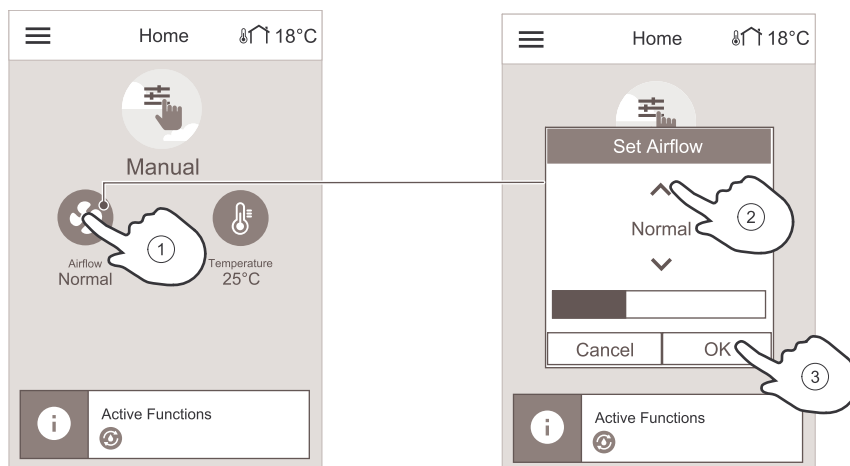 Home
18°C
Manual
1
Airflow
Normal
Temperature
25°C
i
Active Functions
Home
18°C
Set Airflow
2
Normal
Cancel
OK
3
i
Active Functions